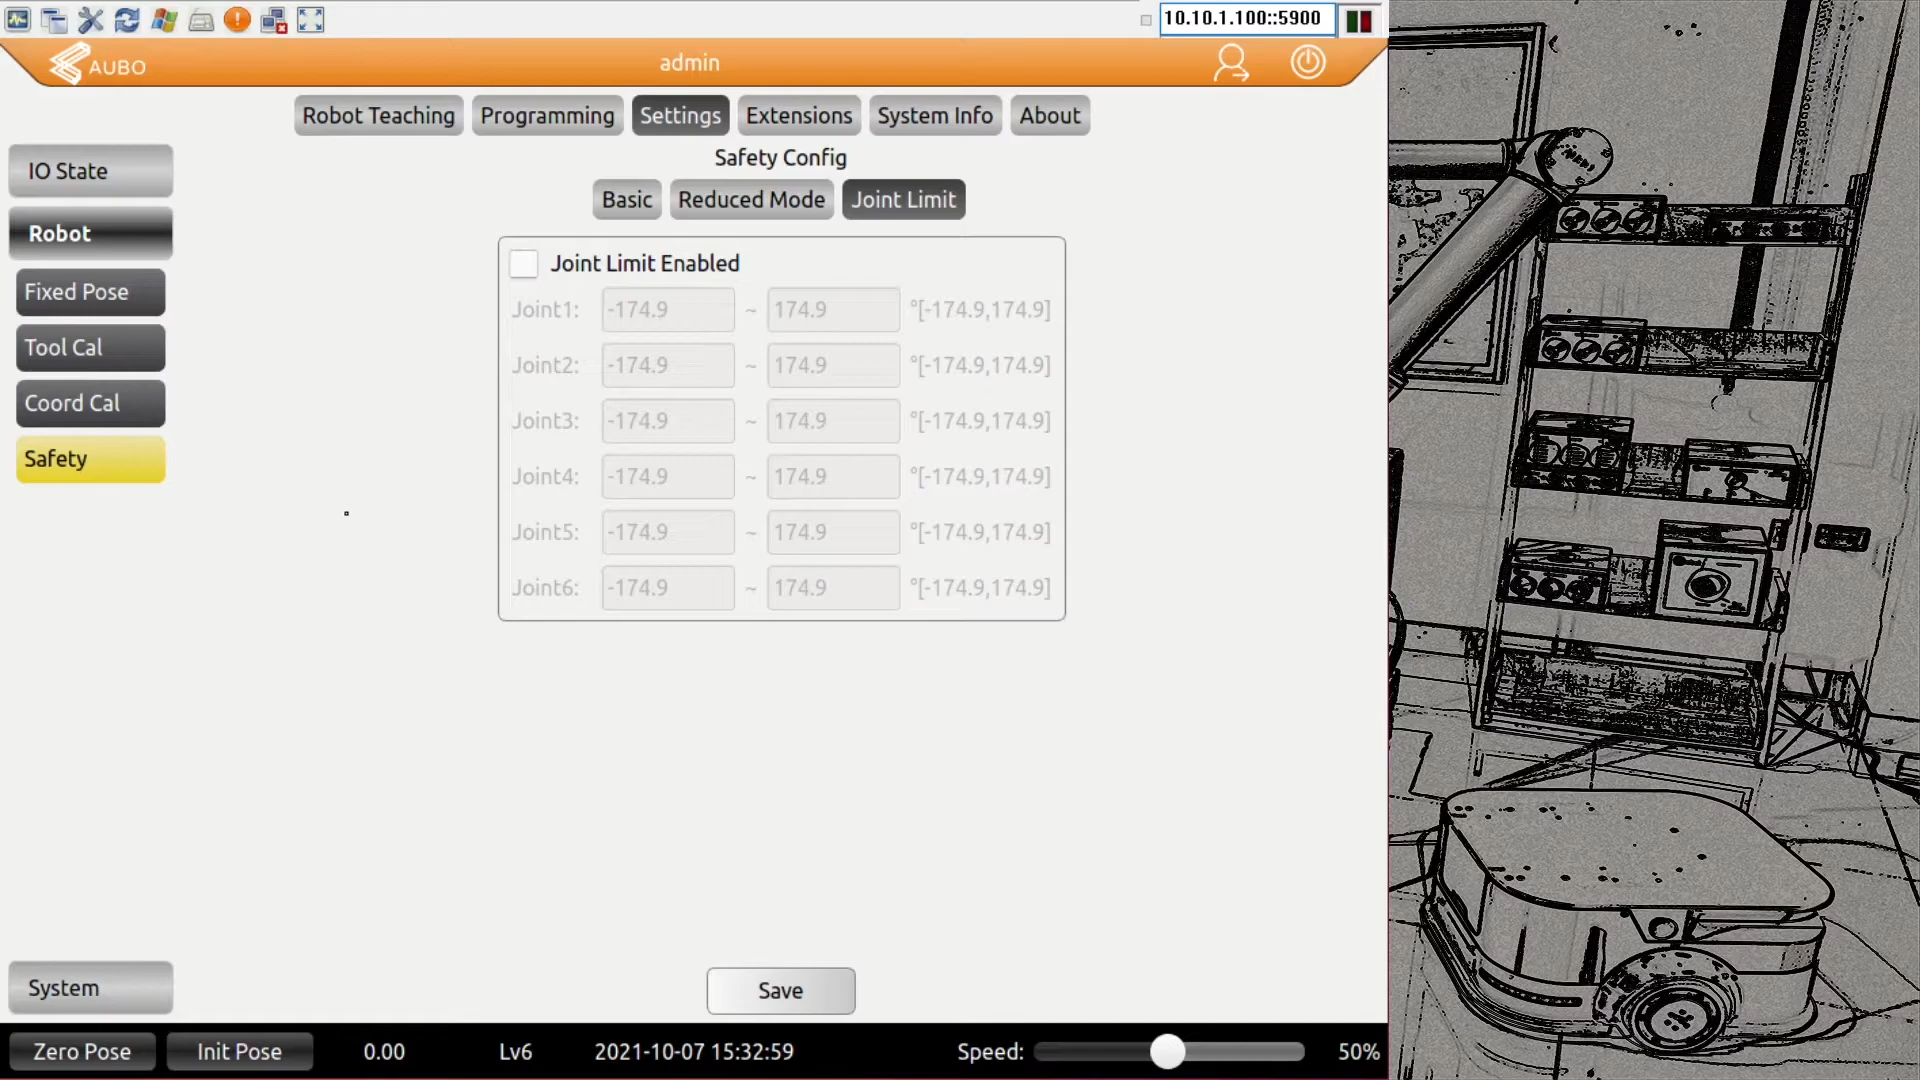 10.10.1.100::5900
AUBO
admin
Robot Teaching
Programming
Settings
Extensions
System Info
About
IO State
Robot
Fixed Pose
Tool Cal
Coord Cal
Safety
Safety Config
Basic
Reduced Mode
Joint Limit
Joint Limit Enabled
Joint1: -174.9 ~ 174.9 °[-174.9,174.9]
Joint2: -174.9 ~ 174.9 °[-174.9,174.9]
Joint3: -174.9 ~ 174.9 °[-174.9,174.9]
Joint4: -174.9 ~ 174.9 °[-174.9,174.9]
Joint5: -174.9 ~ 174.9 °[-174.9,174.9]
Joint6: -174.9 ~ 174.9 °[-174.9,174.9]
System
Save
Zero Pose
Init Pose
0.00
Lv6
2021-10-07 15:32:59
Speed:
50%